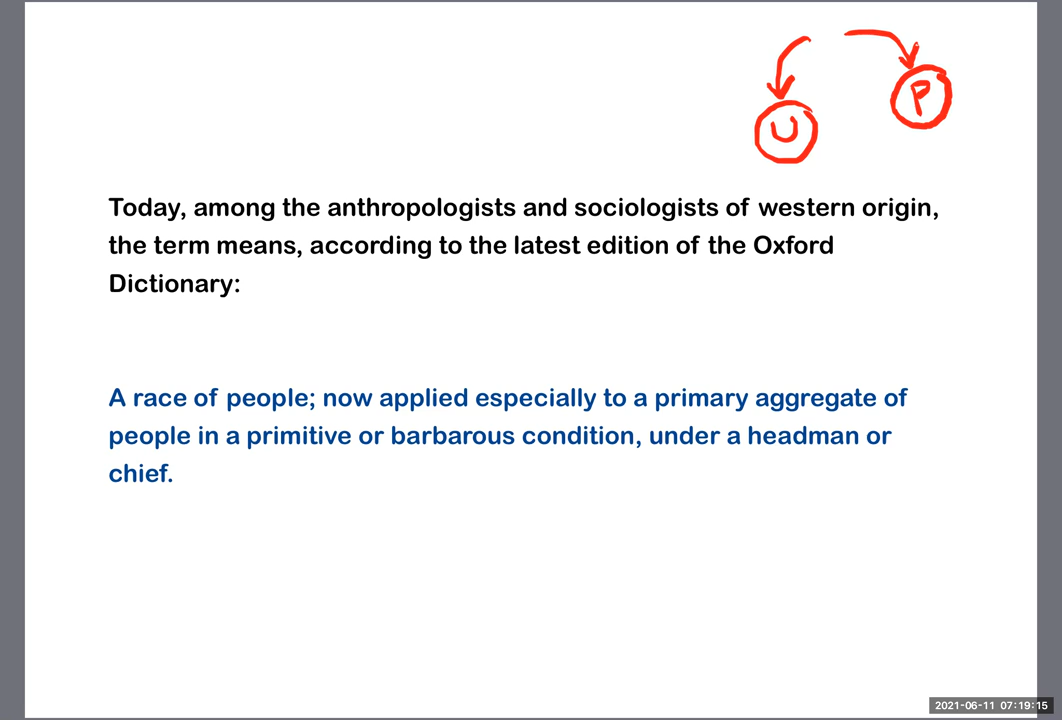 U
P
Today, among the anthropologists and sociologists of western origin,
the term means, according to the latest edition of the Oxford
Dictionary:
A race of people; now applied especially to a primary aggregate of
people in a primitive or barbarous condition, under a headman or
chief.
2021-06-11 07:19:15